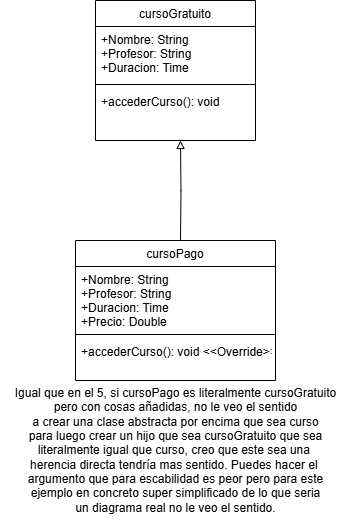 cursoGratuito
+Nombre: String
+Profesor: String
+Duracion: Time
+accederCurso(): void
cursoPago
+Nombre: String
+Profesor: String
+Duracion: Time
+Precio: Double
+accederCurso(): void <<Override>>
Igual que en el 5, si cursoPago es literalmente cursoGratuito
pero con cosas añadidas, no le veo el sentido
a crear una clase abstracta por encima que sea curso
para luego crear un hijo que sea cursoGratuito que sea
literalmente igual que curso, creo que este sea una
herencia directa tendría mas sentido. Puedes hacer el
argumento que para escabilidad es peor pero para este
ejemplo en concreto super simplificado de lo que seria
un diagrama real no le veo el sentido.